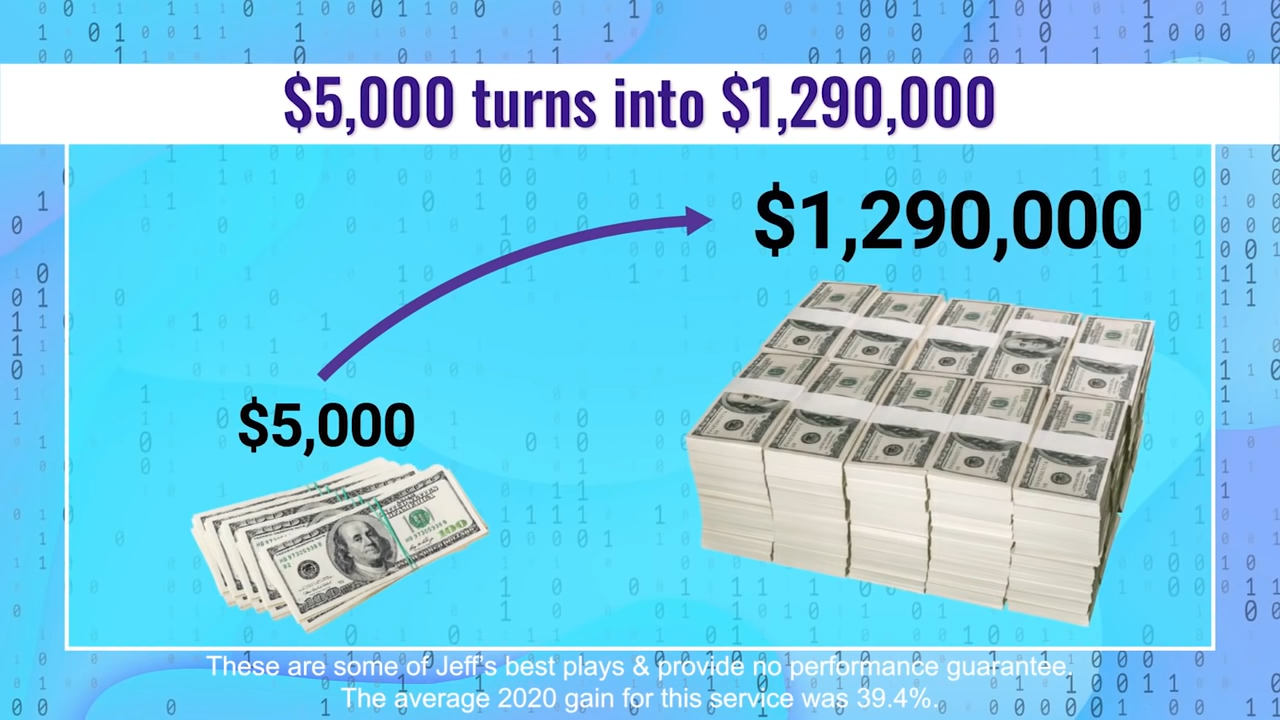 $5,000 turns into $1,290,000
$1,290,000
$5,000
These are some of Jeff's best plays & provide no performance guarantee,
The average 2020 gain for this service was 39.4%.